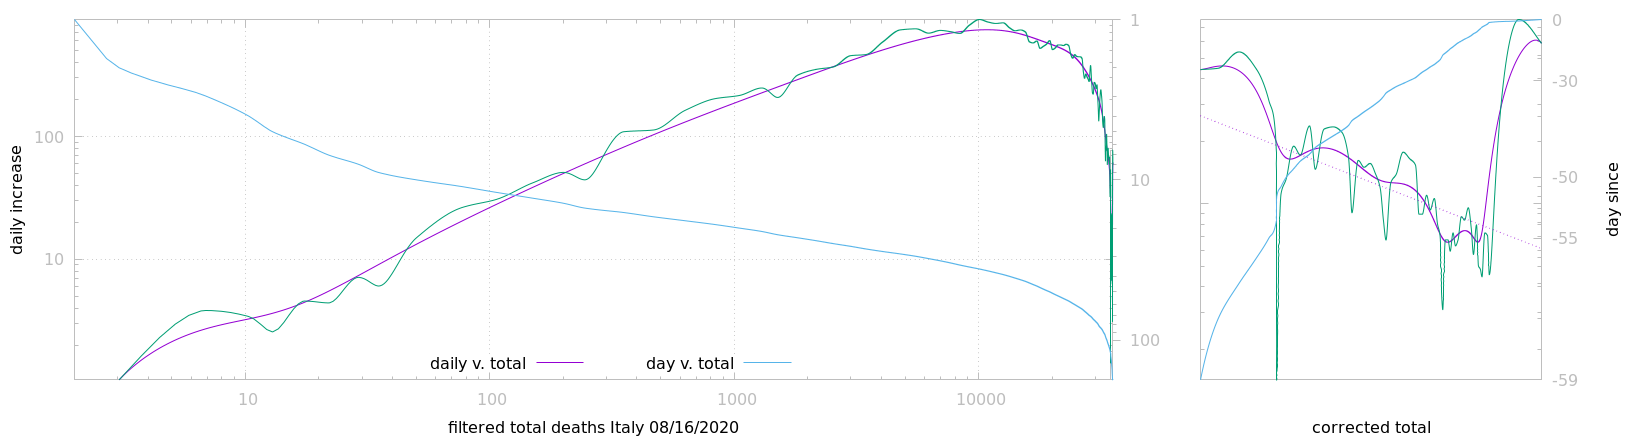 daily increase
100
10
daily v. total
day v. total
10
100
1000
10000
filtered total deaths Italy 08/16/2020
1
10
100
0
-30
-50
-55
-59
day since
corrected total